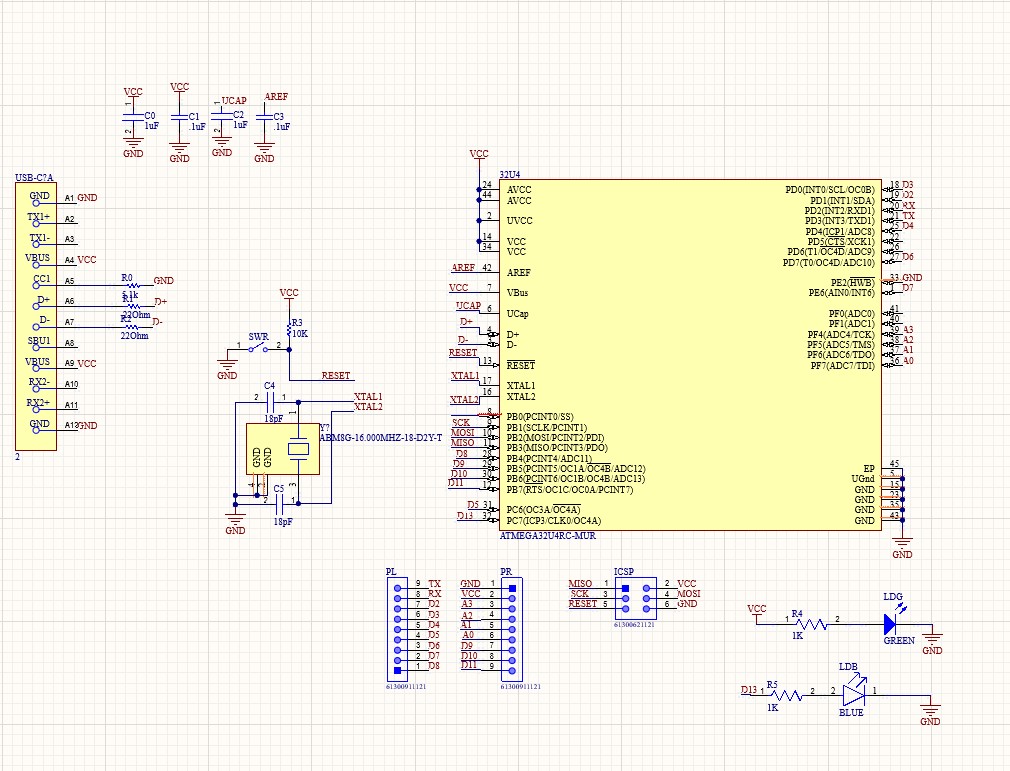 VCC VCC UCAP AREF
1 1
C0 C1 C2 C3
1uF .1uF 1uF .1uF
2 2
GND GND GND GND
USB-C?A
GND A1 GND
TX1+ A2
TX1- A3
VBUS A4 VCC
CC1 A5 R0 5.1k GND
D+ A6 R1 22Ohm D+
D- A7 22Ohm D-
SBU1 A8
VBUS A9 VCC
RX2- A10
RX2+ A11
GND GND
2
VCC
R3
10K
SWR
1 2
GND
RESET
C4
2 1
18pF
XTAL1
XTAL2
1
Y?
ABM8G-16.000MHZ-18-D2Y-T
GND GND
4 2 3
C5
2 1
18pF
GND
VCC
32U4
24 AVCC
44 AVCC
2 UVCC
14 VCC
34 VCC
AREF 42 AREF
VCC 7 VBus
UCAP 6 UCap
D+ D+
D- D-
RESET 13 RESET
XTAL1 17 XTAL1
XTAL2 16 XTAL2
8 PB0(PCINT0/SS)
SCK 9 PB1(SCLK/PCINT1)
MOSI 10 PB2(MOSI/PCINT2/PDI)
MISO 11 PB3(MISO/PCINT3/PDO)
D8 28 PB4(PCINT4/ADC11)
D9 29 PB5(PCINT5/OC1A/OC4B/ADC12)
D10 30 PB6(PCINT6/OC1B/OC4B/ADC13)
D11 12 PB7(RTS/OC1C/OC0A/PCINT7)
D5 31 PC6(OC3A/OC4A)
D13 32 PC7(ICP3/CLK0/OC4A)
ATMEGA32U4RC-MUR
PD0(INT0/SCL/OC0B) 18 D3
PD1(INT1/SDA) 19 D2
PD2(INT2/RXD1) 20 RX
PD3(INT3/TXD1) 21 TX
PD4(ICP1/ADC8) 25 D4
PD5(CTS/XCK1) 22
PD6(T1/OC4D/ADC9) 26
PD7(T0/OC4D/ADC10) 27 D6
PE2(HWB) 33 GND
PE6(AIN0/INT6) 1 D7
PF0(ADC0) 41
PF1(ADC1) 40
PF4(ADC4/TCK) 39 A3
PF5(ADC5/TMS) 38 A2
PF6(ADC6/TDO) 37 A1
PF7(ADC7/TDI) 36 A0
EP 45
UGnd 5
GND 15
GND 23
GND 35
GND 43
GND
PL
9 TX
8 RX
7 D2
6 D3
5 D4
4 D5
3 D6
2 D7
1 D8
61300911121
PR
GND 1
VCC 2
A3 3
A2 4
A1 5
A0 6
D9 7
D10 8
D11 9
61300911121
ICSP
MISO 1 2 VCC
SCK 3 4 MOSI
RESET 5 6 GND
61300621121
VCC
1 R4 2
1K
LDG
GREEN
GND
D13 1 R5 2
1K
LDB
2 1
BLUE
GND